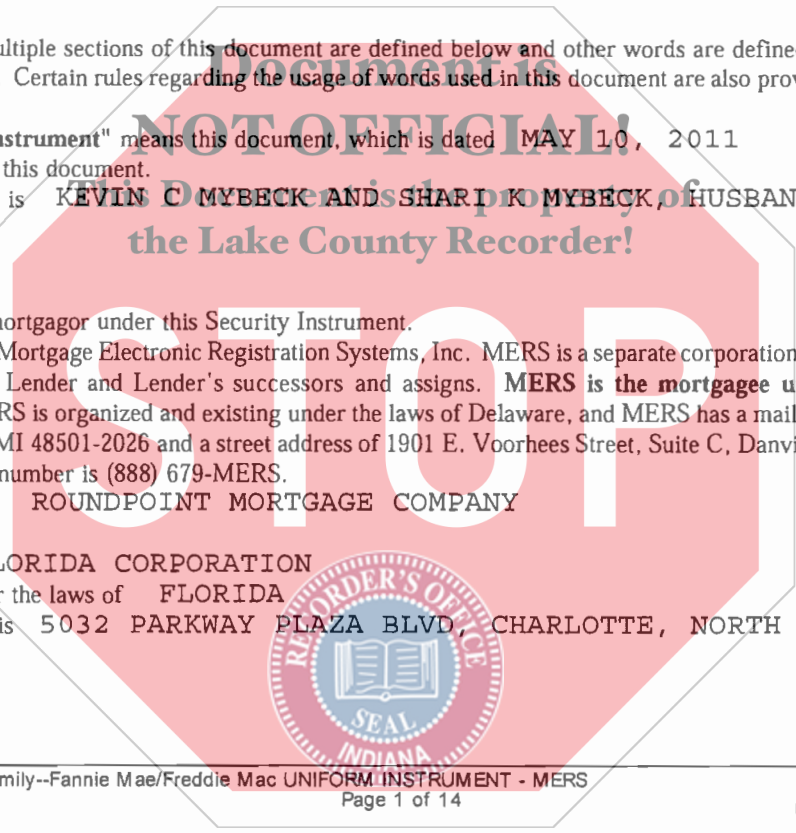 ultiple sections of this document are defined below and other words are define
Certain rules regarding the usage of words used in this document are also prov
Document is
nstrument" means this document, which is dated MAY 10, 2011
NOT OFFICIAL!
this document.
is KEVIN C MYBECK AND SHARI K MYBECK, HUSBAN
This Document is the property of
the Lake County Recorder!
mortgagor under this Security Instrument.
Mortgage Electronic Registration Systems, Inc. MERS is a separate corporation
Lender and Lender's successors and assigns. MERS is the mortgagee u
RS is organized and existing under the laws of Delaware, and MERS has a mail
MI 48501-2026 and a street address of 1901 E. Voorhees Street, Suite C, Danvi
number is (888) 679-MERS.
STOP
ROUNDPOINT MORTGAGE COMPANY
LORIDA CORPORATION
r the laws of FLORIDA
is 5032 PARKWAY PLAZA BLVD, CHARLOTTE, NORTH
RECORDER'S OFFICE
SEAL
INDIANA
mily--Fannie Mae/Freddie Mac UNIFORM INSTRUMENT - MERS
Page 1 of 14